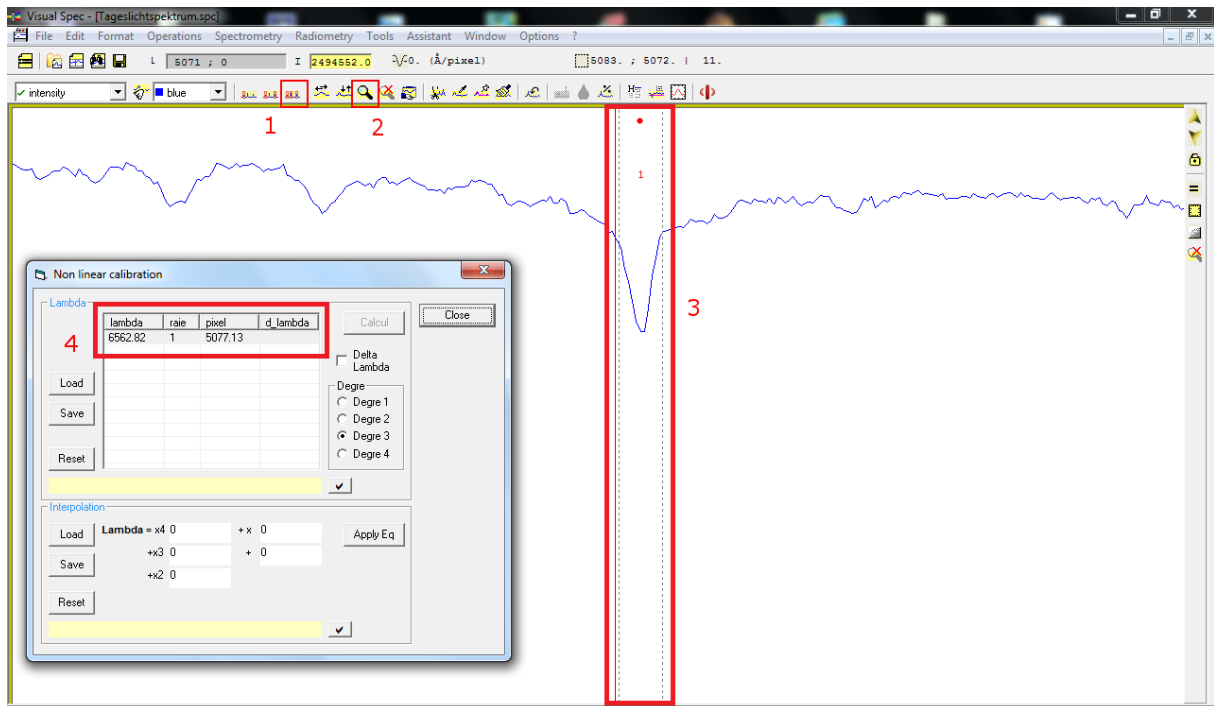 Visual Spec - [Tageslichtspektrum.spc]
File Edit Format Operations Spectrometry Radiometry Tools Assistant Window Options ?
L 5071 ; 0 I 2494552.0 0. (Å/pixel) 5083. ; 5072. | 11.
intensity blue
1 2
1
3
Non linear calibration
Lambda
lambda raie pixel d_lambda
6562.82 1 5077.13
4
Calcul
Close
Delta
Lambda
Load
Save
Reset
Degre
Degre 1
Degre 2
Degre 3
Degre 4
Interpolation
Load Lambda = x4 0 + x 0 Apply Eq
+x3 0 + 0
Save
+x2 0
Reset